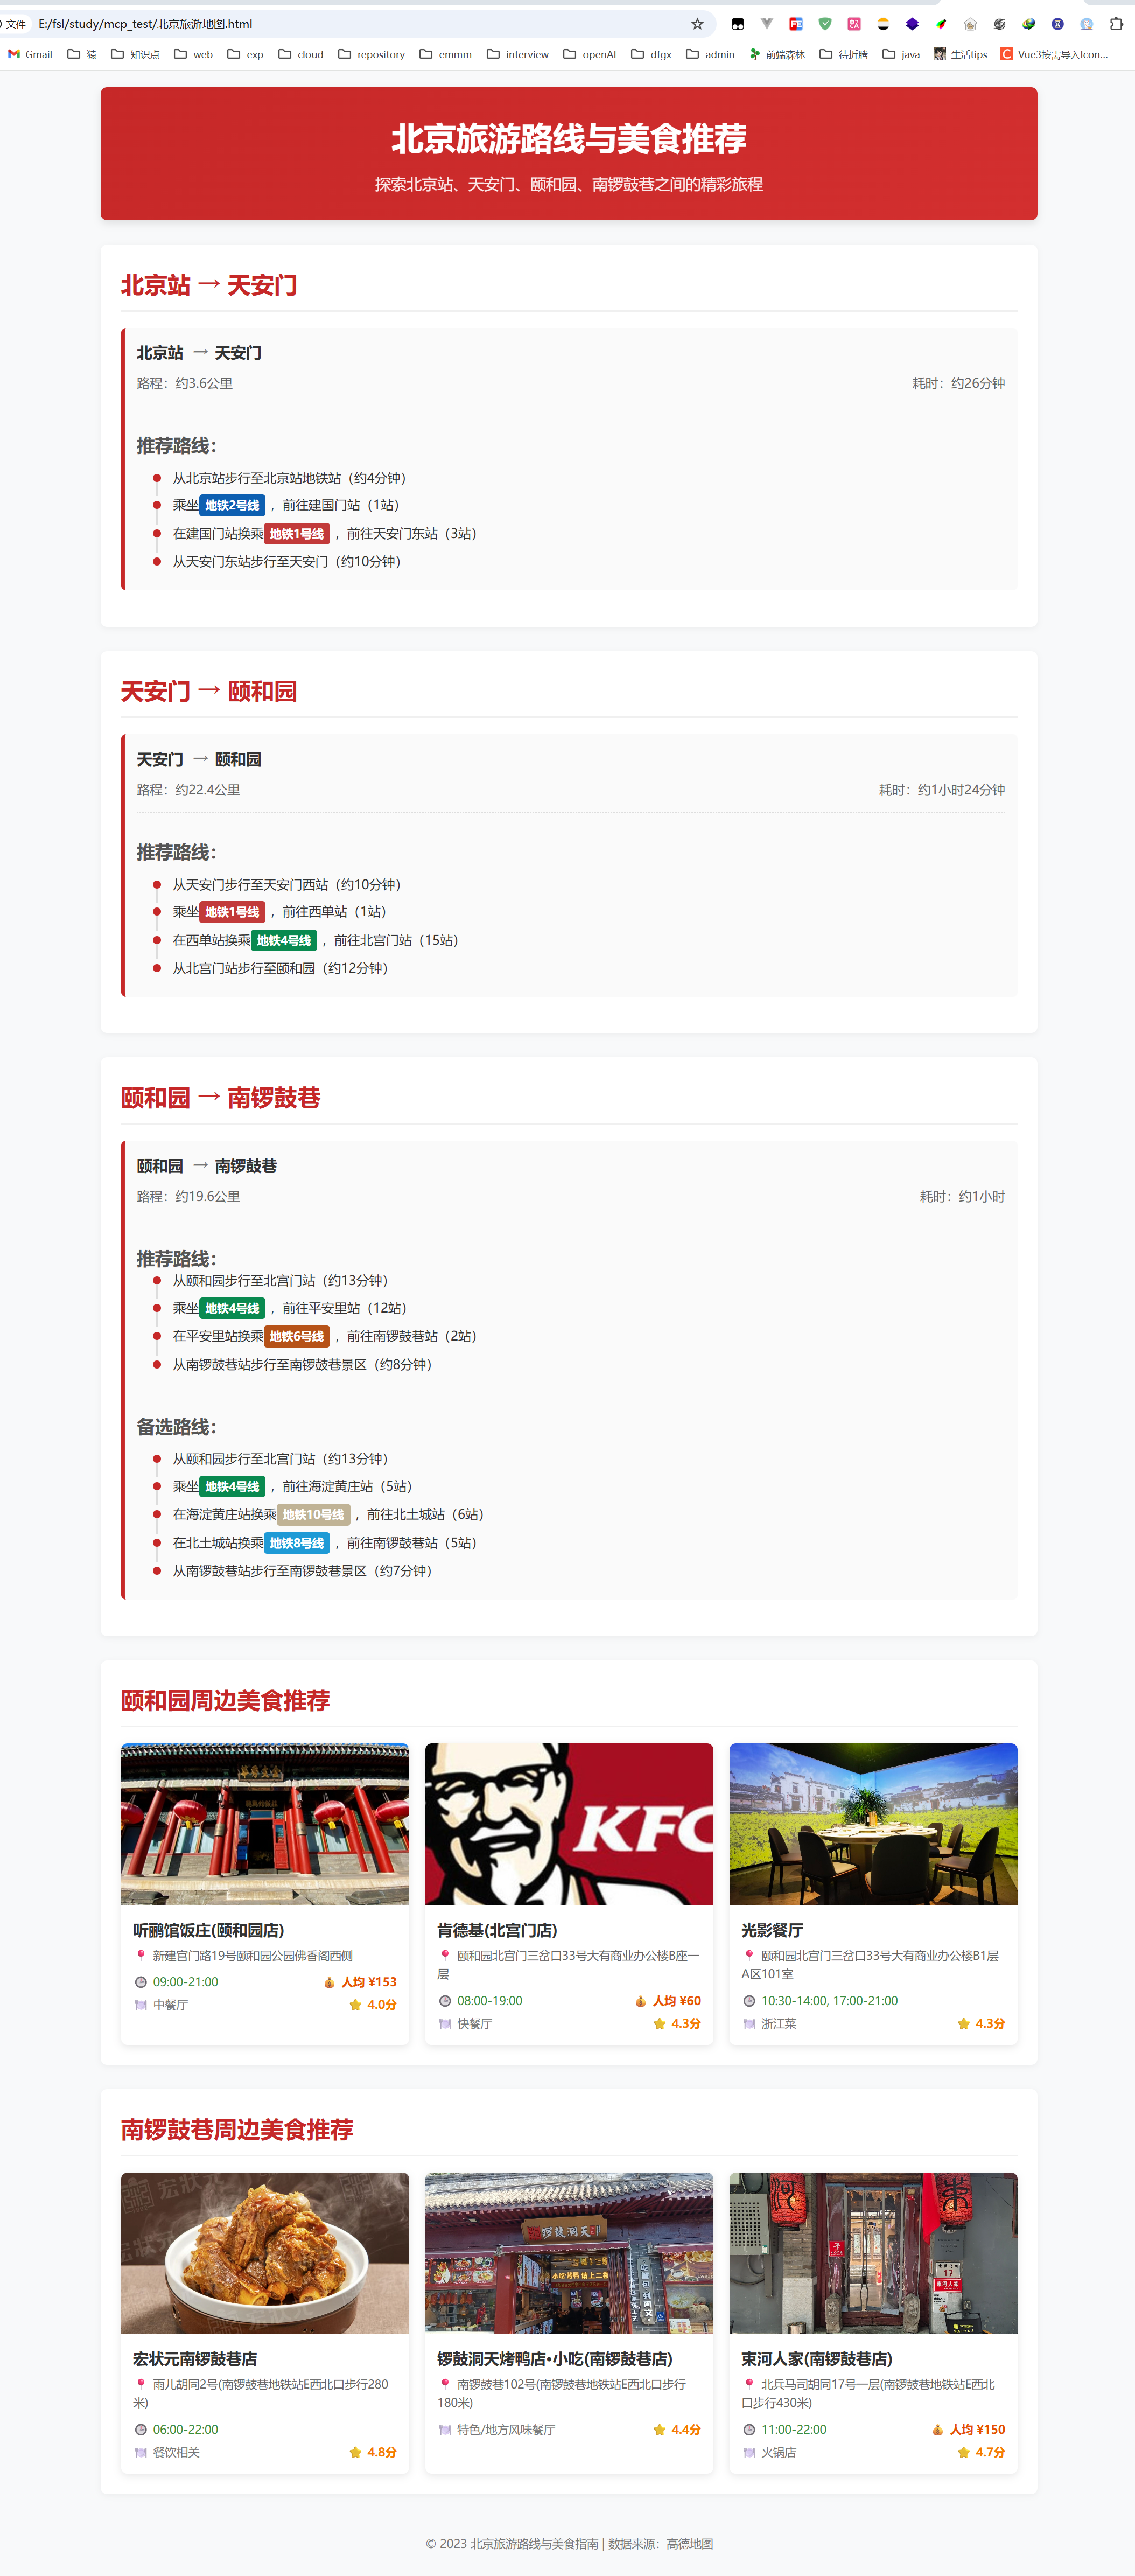 文件 E:/fsl/study/mcp_test/北京旅游地图.html
Gmail 猿 知识点 web exp cloud repository emmm interview openAI dfgx admin 前端森林 待折腾 java 生活tips Vue3按需导入Icon...
北京旅游路线与美食推荐
探索北京站、天安门、颐和园、南锣鼓巷之间的精彩旅程
北京站 → 天安门
北京站 → 天安门
路程：约3.6公里 耗时：约26分钟
推荐路线：
从北京站步行至北京站地铁站（约4分钟）
乘坐地铁2号线，前往建国门站（1站）
在建国门站换乘地铁1号线，前往天安门东站（3站）
从天安门东站步行至天安门（约10分钟）
天安门 → 颐和园
天安门 → 颐和园
路程：约22.4公里 耗时：约1小时24分钟
推荐路线：
从天安门步行至天安门西站（约10分钟）
乘坐地铁1号线，前往西单站（1站）
在西单站换乘地铁4号线，前往北宫门站（15站）
从北宫门站步行至颐和园（约12分钟）
颐和园 → 南锣鼓巷
颐和园 → 南锣鼓巷
路程：约19.6公里 耗时：约1小时
推荐路线：
从颐和园步行至北宫门站（约13分钟）
乘坐地铁4号线，前往平安里站（12站）
在平安里站换乘地铁6号线，前往南锣鼓巷站（2站）
从南锣鼓巷站步行至南锣鼓巷景区（约8分钟）
备选路线：
从颐和园步行至北宫门站（约13分钟）
乘坐地铁4号线，前往海淀黄庄站（5站）
在海淀黄庄站换乘地铁10号线，前往北土城站（6站）
在北土城站换乘地铁8号线，前往南锣鼓巷站（5站）
从南锣鼓巷站步行至南锣鼓巷景区（约7分钟）
颐和园周边美食推荐
KFC
听鹂馆饭庄(颐和园店)
新建宫门路19号颐和园公园佛香阁西侧
09:00-21:00 人均 ¥153
中餐厅 4.0分
肯德基(北宫门店)
颐和园北宫门三岔口33号大有商业办公楼B座一
层
08:00-19:00 人均 ¥60
快餐厅 4.3分
光影餐厅
颐和园北宫门三岔口33号大有商业办公楼B1层
A区101室
10:30-14:00, 17:00-21:00
浙江菜 4.3分
南锣鼓巷周边美食推荐
锣鼓洞天
小吃·烤鸭 请上二楼
河
束
17
束河人家
宏状元南锣鼓巷店
雨儿胡同2号(南锣鼓巷地铁站E西北口步行280
米)
06:00-22:00
餐饮相关 4.8分
锣鼓洞天烤鸭店•小吃(南锣鼓巷店)
南锣鼓巷102号(南锣鼓巷地铁站E西北口步行
180米)
特色/地方风味餐厅 4.4分
束河人家(南锣鼓巷店)
北兵马司胡同17号一层(南锣鼓巷地铁站E西北
口步行430米)
11:00-22:00 人均 ¥150
火锅店 4.7分
© 2023 北京旅游路线与美食指南 | 数据来源：高德地图